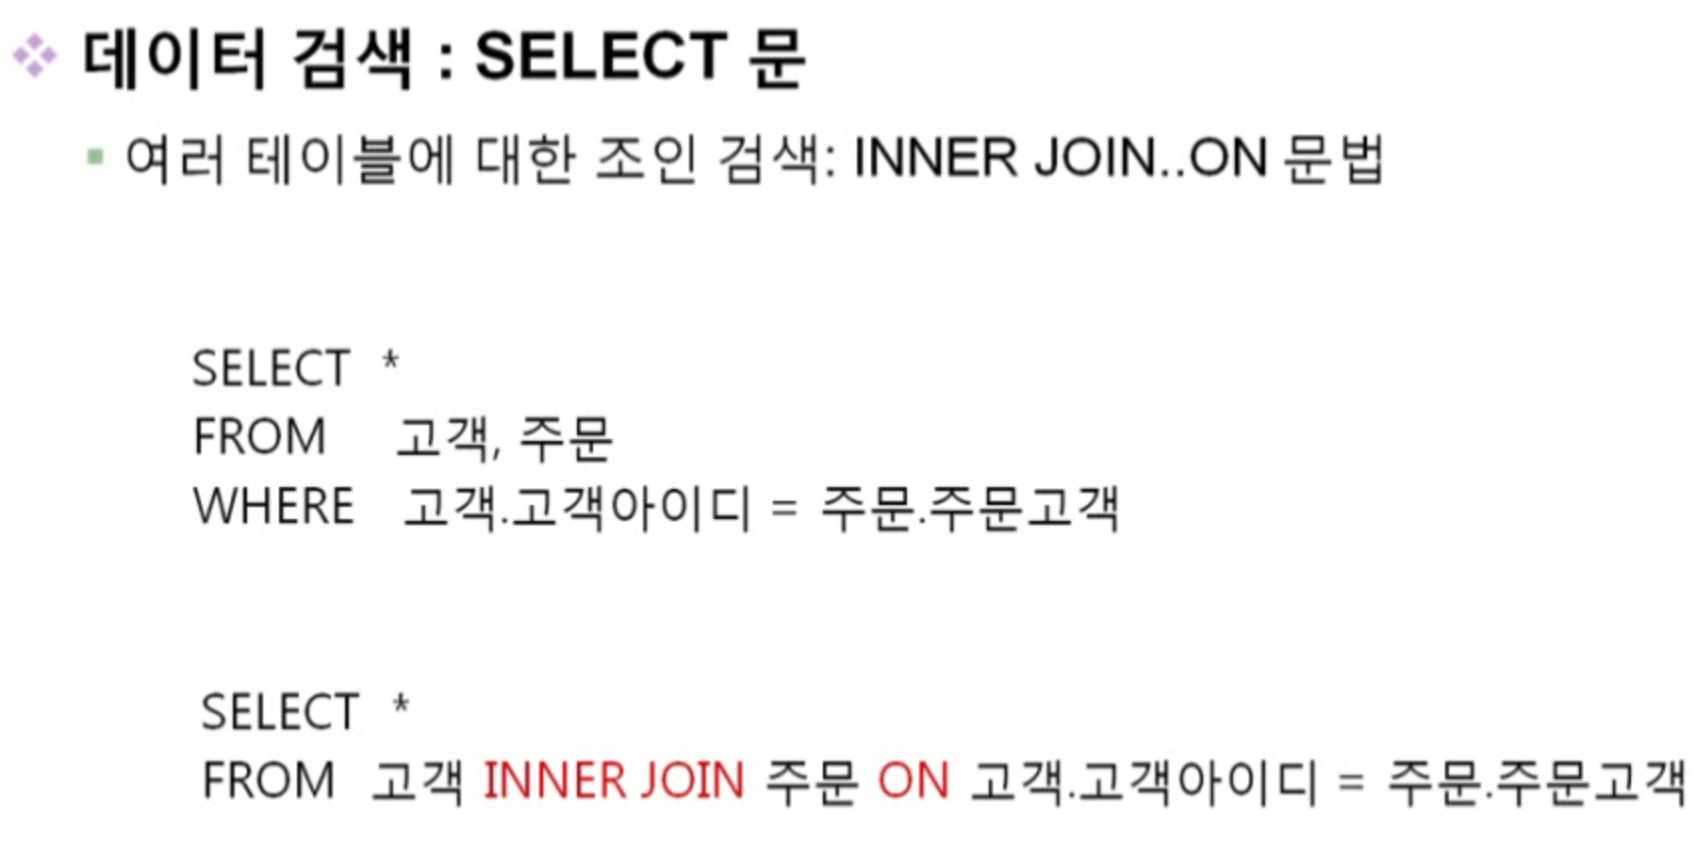 데이터 검색 : SELECT 문
여러 테이블에 대한 조인 검색: INNER JOIN..ON 문법
SELECT *
FROM 고객, 주문
WHERE 고객.고객아이디 = 주문.주문고객
SELECT *
FROM 고객 INNER JOIN 주문 ON 고객.고객아이디 = 주문.주문고객